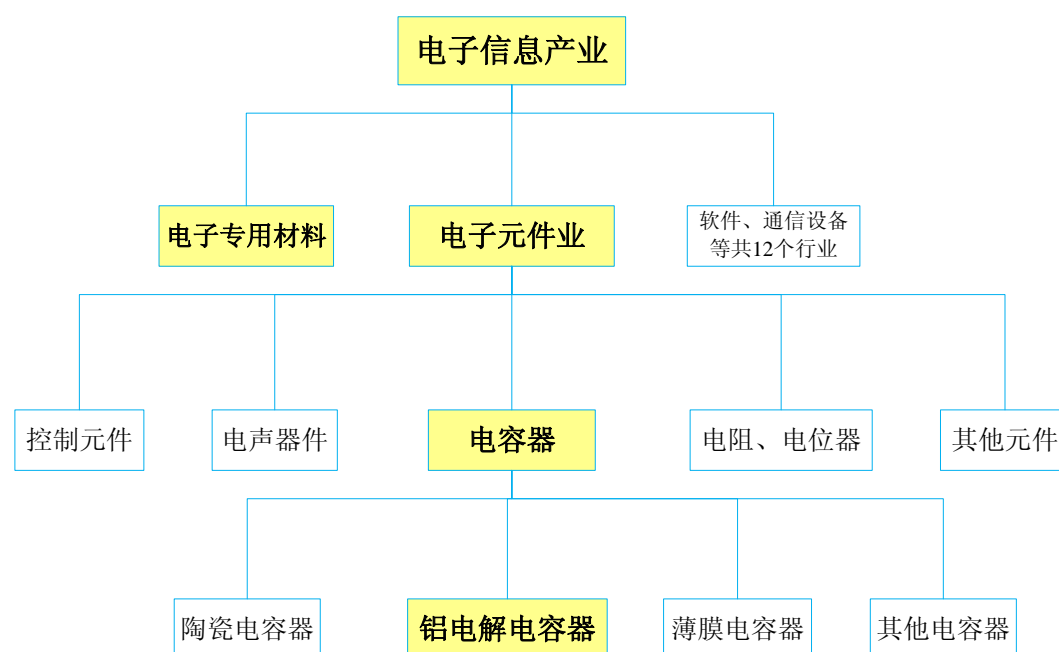 电子信息产业
电子专用材料
电子元件业
软件、通信设备
等共12个行业
控制元件
电声器件
电容器
电阻、电位器
其他元件
陶瓷电容器
铝电解电容器
薄膜电容器
其他电容器